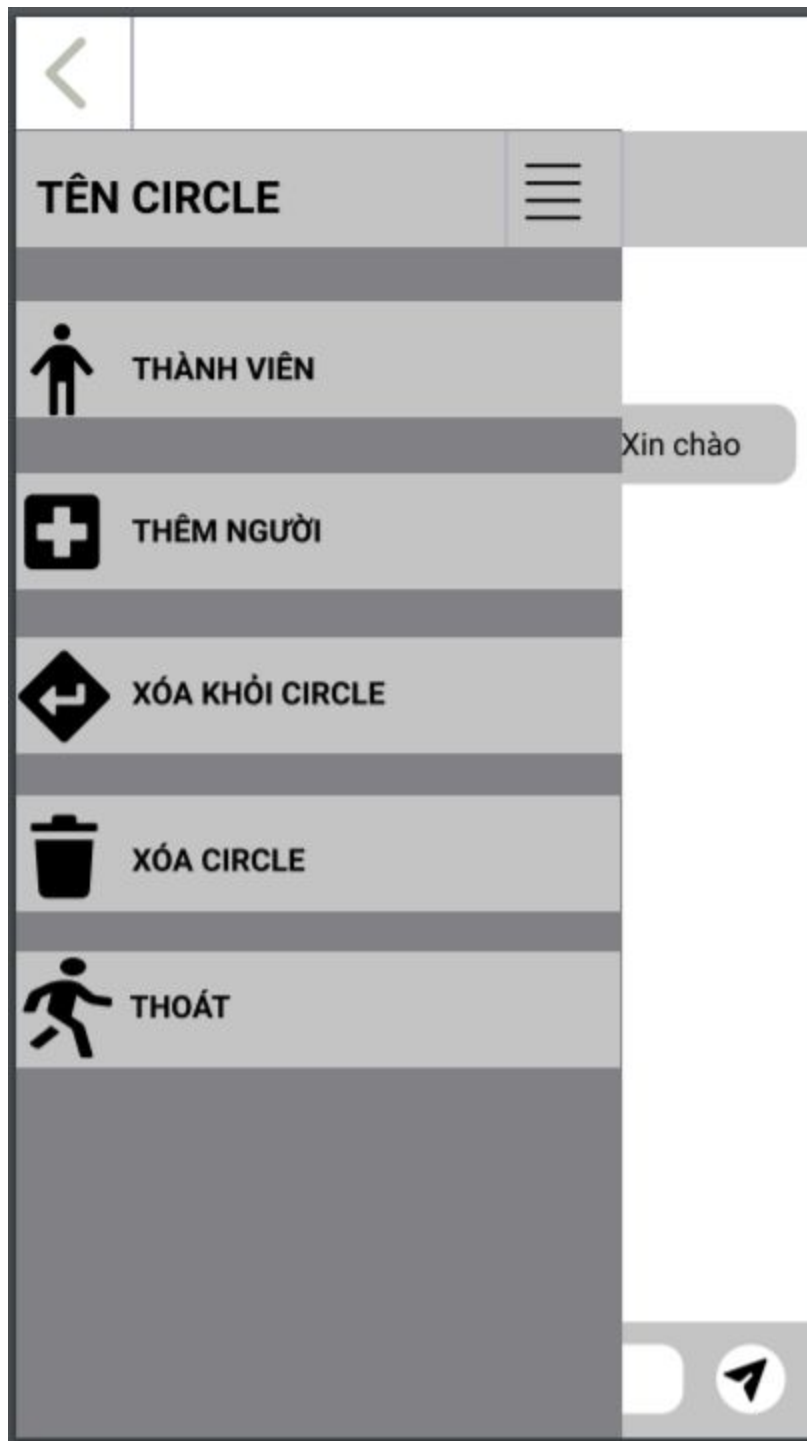 TÊN CIRCLE
THÀNH VIÊN
Xin chào
THÊM NGƯỜI
XÓA KHỎI CIRCLE
XÓA CIRCLE
THOÁT